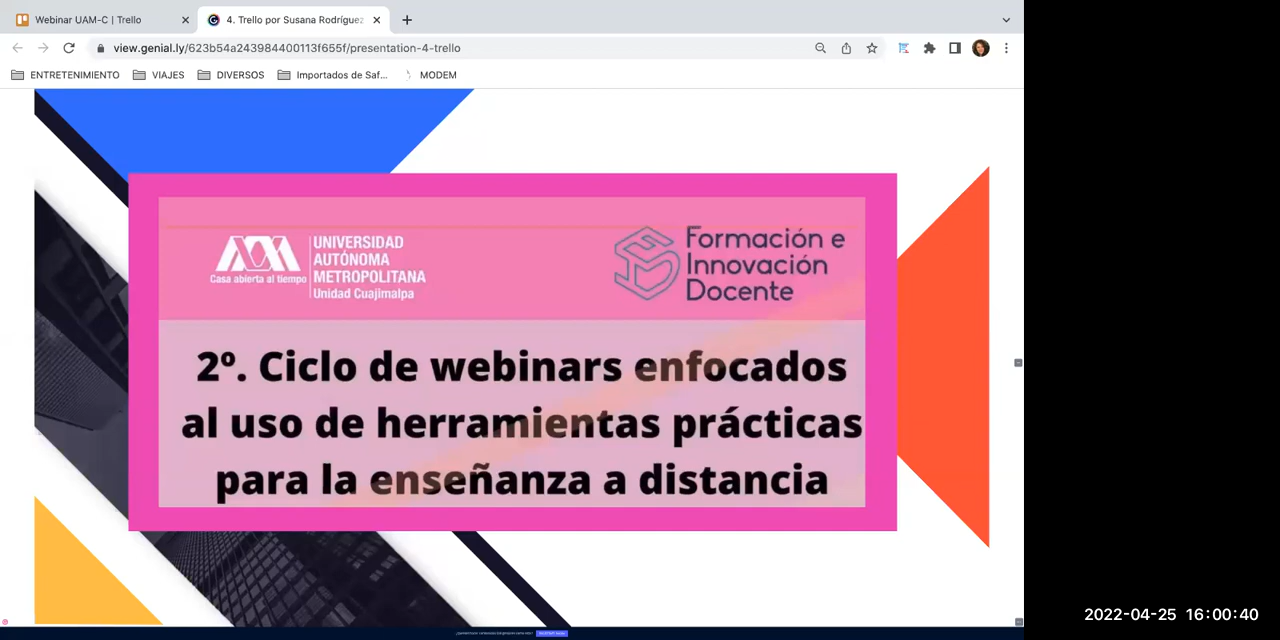 Webinar UAM-C | Trello
4. Trello por Susana Rodríguez
view.genial.ly/623b54a243984400113f655f/presentation-4-trello
ENTRETENIMIENTO
VIAJES
DIVERSOS
Importados de Saf...
MODEM
UNIVERSIDAD
AUTÓNOMA
METROPOLITANA
Casa abierta al tiempo
Unidad Cuajimalpa
Formación e
Innovación
Docente
2º. Ciclo de webinars enfocados
al uso de herramientas prácticas
para la enseñanza a distancia
2022-04-25 16:00:40